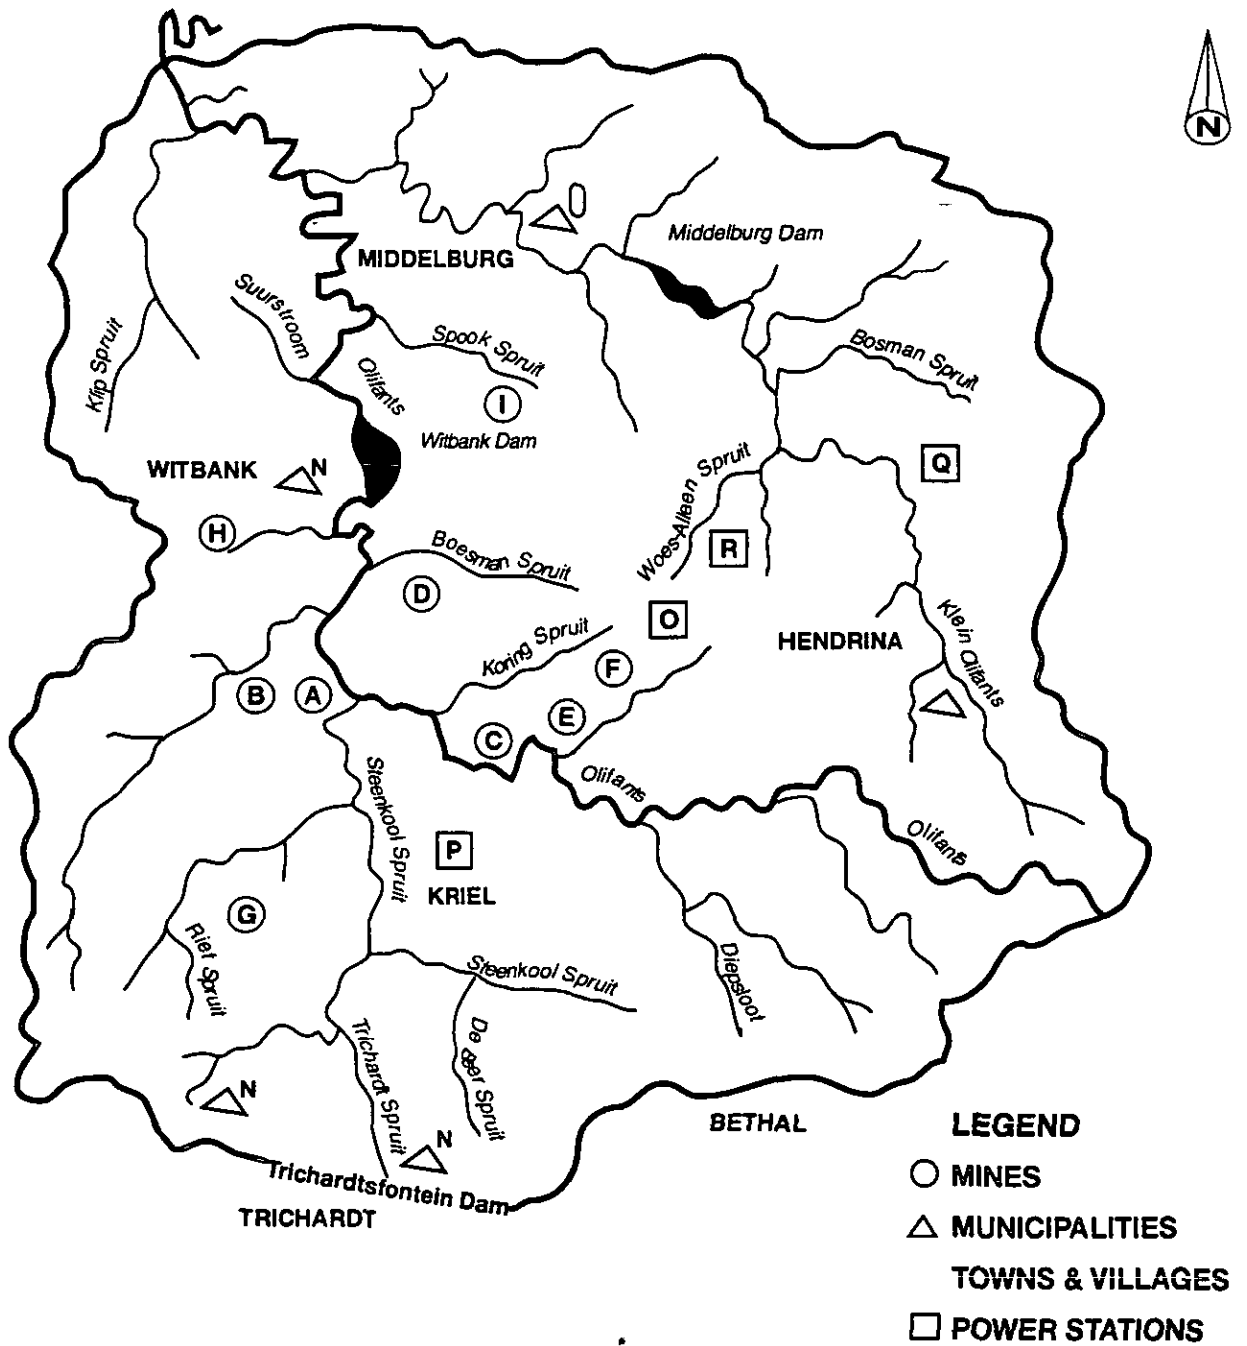 N
Middelburg Dam
MIDDELBURG
Suurstroom
Spook Spruit
Klip Spruit
Olifants
Bosman Spruit
I
Witbank Dam
WITBANK
N
Woes-Alleen Spruit
Q
H
Boesman Spruit
R
D
O
Koring Spruit
HENDRINA
Klein Olifants
F
B
A
E
C
Steenkool Spruit
Olifants
Olifans
P
KRIEL
G
Riet Spruit
Steenkool Spruit
Diepsloot
Trichardt Spruit
De Beer Spruit
N
N
Trichardtsfontein Dam
TRICHARDT
BETHAL
LEGEND
MINES
MUNICIPALITIES
TOWNS & VILLAGES
POWER STATIONS